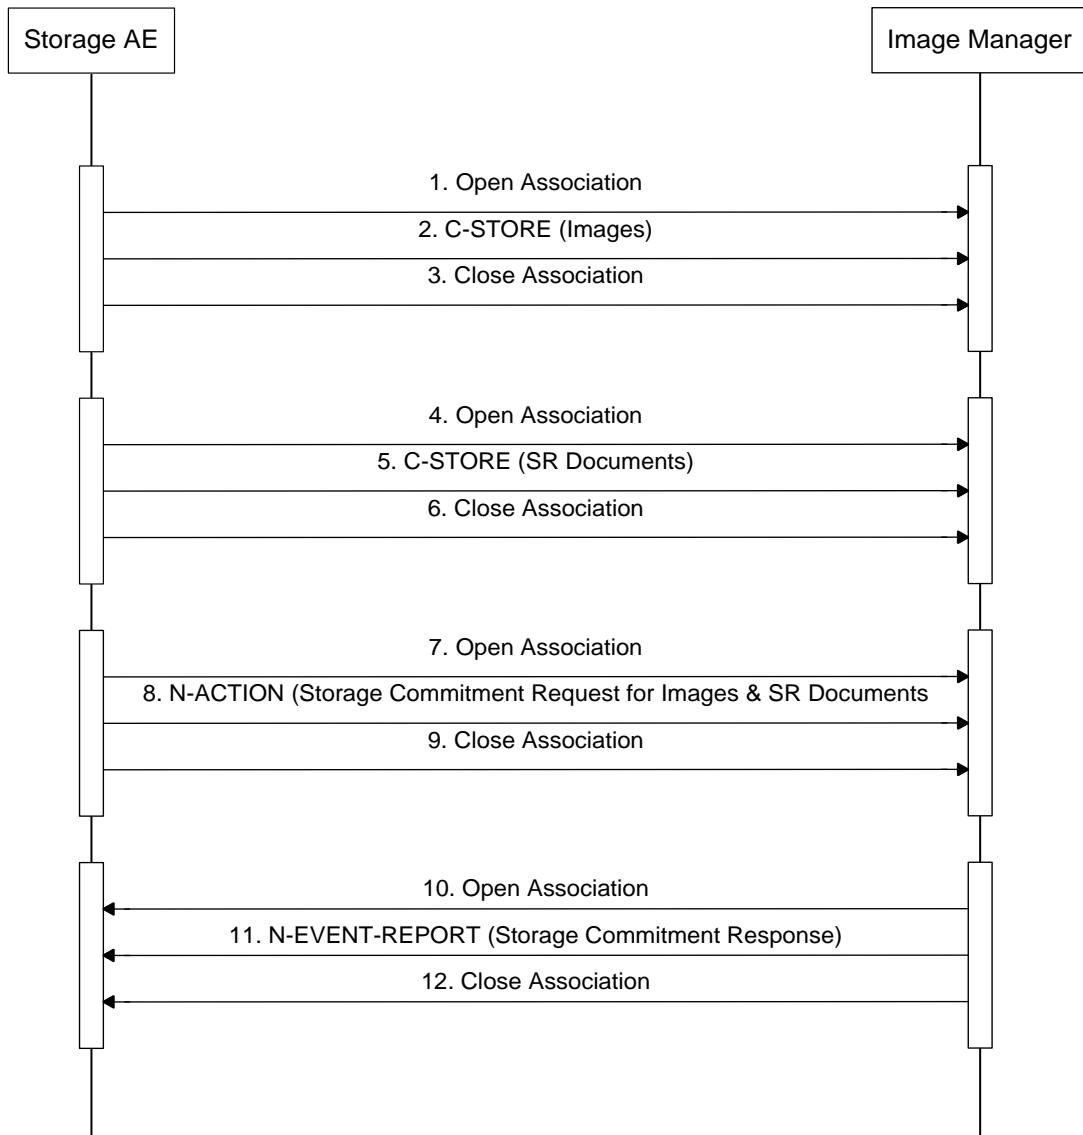 Storage AE
Image Manager
1. Open Association
2. C-STORE (Images)
3. Close Association
4. Open Association
5. C-STORE (SR Documents)
6. Close Association
7. Open Association
8. N-ACTION (Storage Commitment Request for Images & SR Documents
9. Close Association
10. Open Association
11. N-EVENT-REPORT (Storage Commitment Response)
12. Close Association